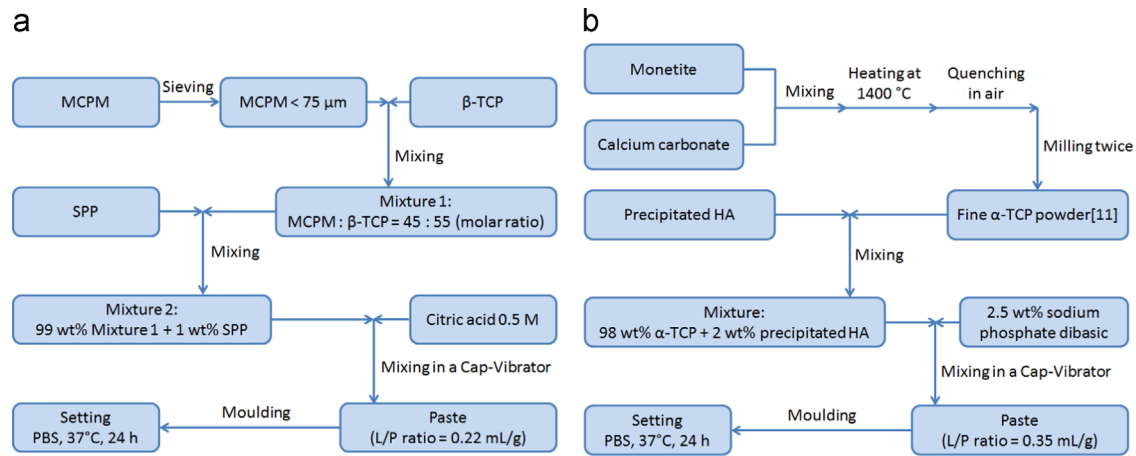 a
MCPM
Sieving
MCPM < 75 μm
β-TCP
Mixing
SPP
Mixture 1:
MCPM : β-TCP = 45 : 55 (molar ratio)
Mixing
Mixture 2:
99 wt% Mixture 1 + 1 wt% SPP
Citric acid 0.5 M
Mixing in a Cap-Vibrator
Setting
PBS, 37°C, 24 h
Moulding
Paste
(L/P ratio = 0.22 mL/g)
b
Monetite
Calcium carbonate
Mixing
Heating at
1400 °C
Quenching
in air
Milling twice
Precipitated HA
Fine α-TCP powder[11]
Mixing
Mixture:
98 wt% α-TCP + 2 wt% precipitated HA
2.5 wt% sodium
phosphate dibasic
Mixing in a Cap-Vibrator
Setting
PBS, 37°C, 24 h
Moulding
Paste
(L/P ratio = 0.35 mL/g)